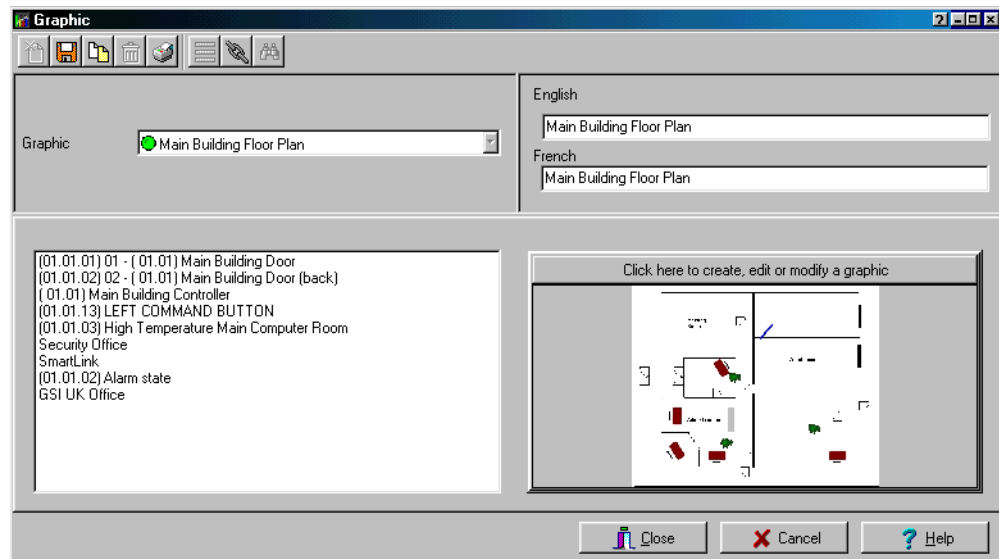 Graphic
English
Main Building Floor Plan
Graphic
Main Building Floor Plan
French
Main Building Floor Plan
(01.01.01) 01 - ( 01.01) Main Building Door
(01.01.02) 02 - ( 01.01) Main Building Door (back)
( 01.01) Main Building Controller
(01.01.13) LEFT COMMAND BUTTON
(01.01.03) High Temperature Main Computer Room
Security Office
SmartLink
(01.01.02) Alarm state
GSI UK Office
Click here to create, edit or modify a graphic
Close
Cancel
? Help